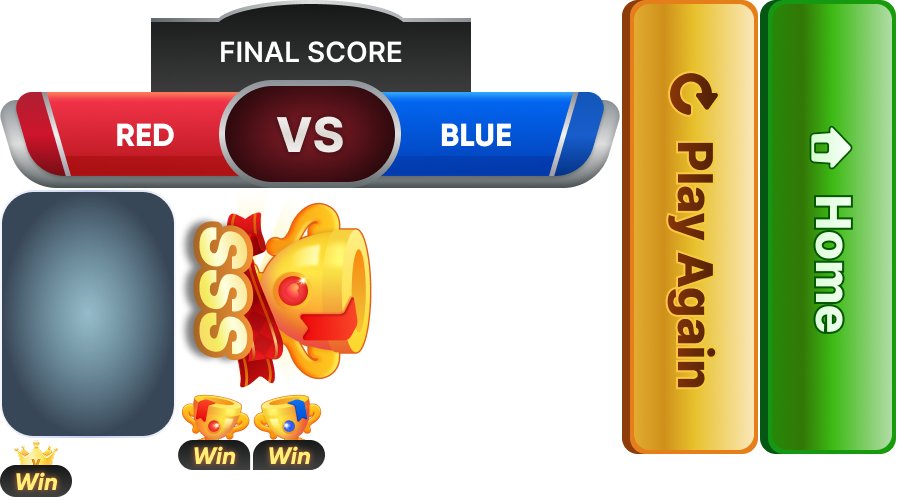 FINAL SCORE
RED
VS
BLUE
SSS
Win
Win
Win
Play Again
Home